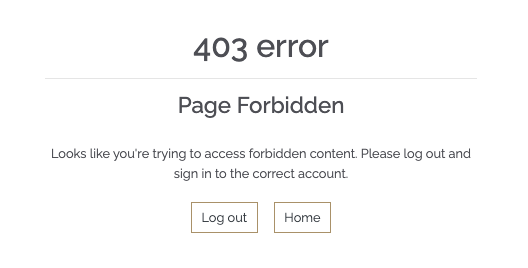 403 error
Page Forbidden
Looks like you're trying to access forbidden content. Please log out and
sign in to the correct account.
Log out
Home